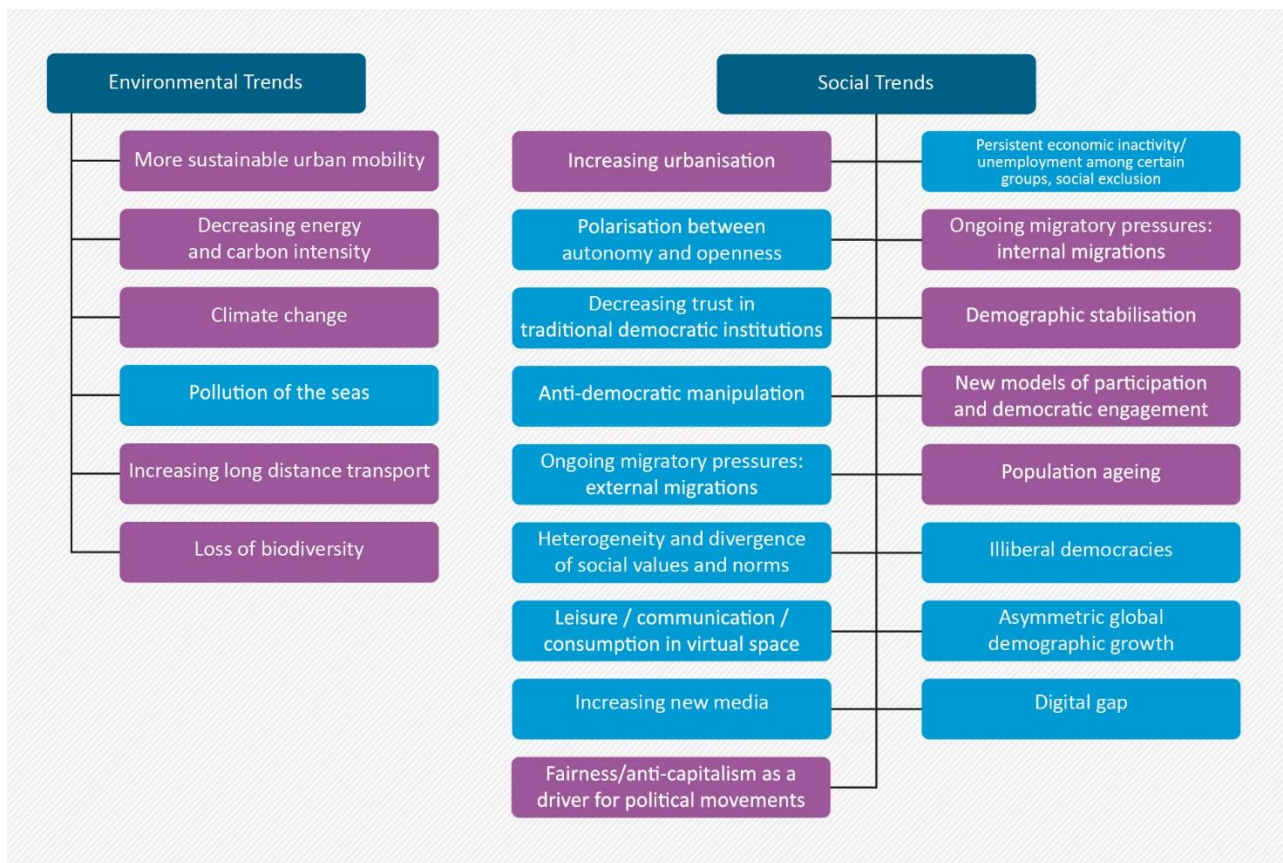 Environmental Trends
More sustainable urban mobility
Decreasing energy
and carbon intensity
Climate change
Pollution of the seas
Increasing long distance transport
Loss of biodiversity
Social Trends
Increasing urbanisation
Polarisation between
autonomy and openness
Decreasing trust in
traditional democratic institutions
Anti-democratic manipulation
Ongoing migratory pressures:
external migrations
Heterogeneity and divergence
of social values and norms
Leisure / communication /
consumption in virtual space
Increasing new media
Fairness/anti-capitalism as a
driver for political movements
Persistent economic inactivity/
unemployment among certain
groups, social exclusion
Ongoing migratory pressures:
internal migrations
Demographic stabilisation
New models of participation
and democratic engagement
Population ageing
Illiberal democracies
Asymmetric global
demographic growth
Digital gap